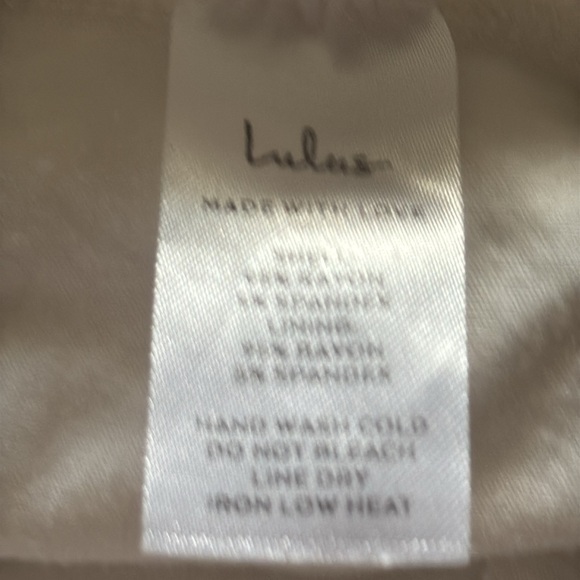 Lulus
MADE WITH LOVE
SHELL
RAYON
SPANDEX
LINING
RAYON
SPANDEX
HAND WASH COLD
DO NOT BLEACH
LINE DRY
IRON LOW HEAT